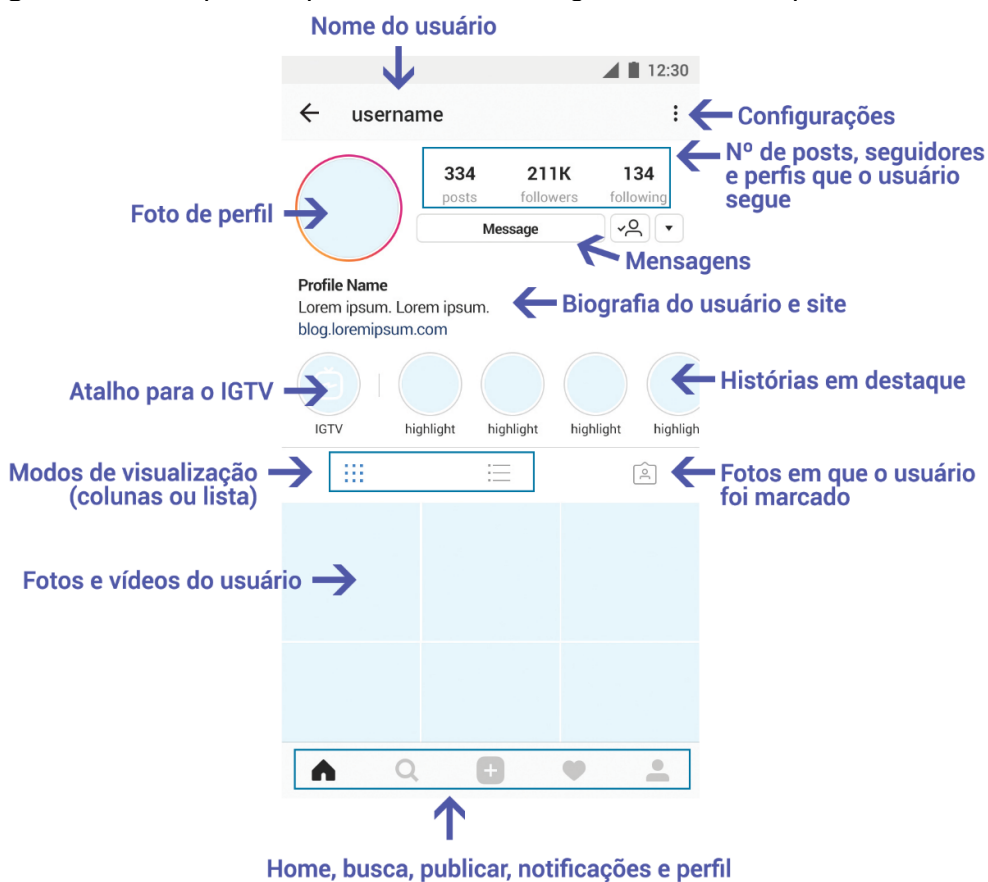 Nome do usuário
12:30
username
Configurações
334 211K 134
posts followers following
Nº de posts, seguidores
e perfis que o usuário
segue
Foto de perfil
Message
Mensagens
Profile Name
Lorem ipsum. Lorem ipsum.
blog.loremipsum.com
Biografia do usuário e site
Atalho para o IGTV
Histórias em destaque
IGTV highlight highlight highlight highligh
Modos de visualização
(colunas ou lista)
Fotos em que o usuário
foi marcado
Fotos e vídeos do usuário
Home, busca, publicar, notificações e perfil